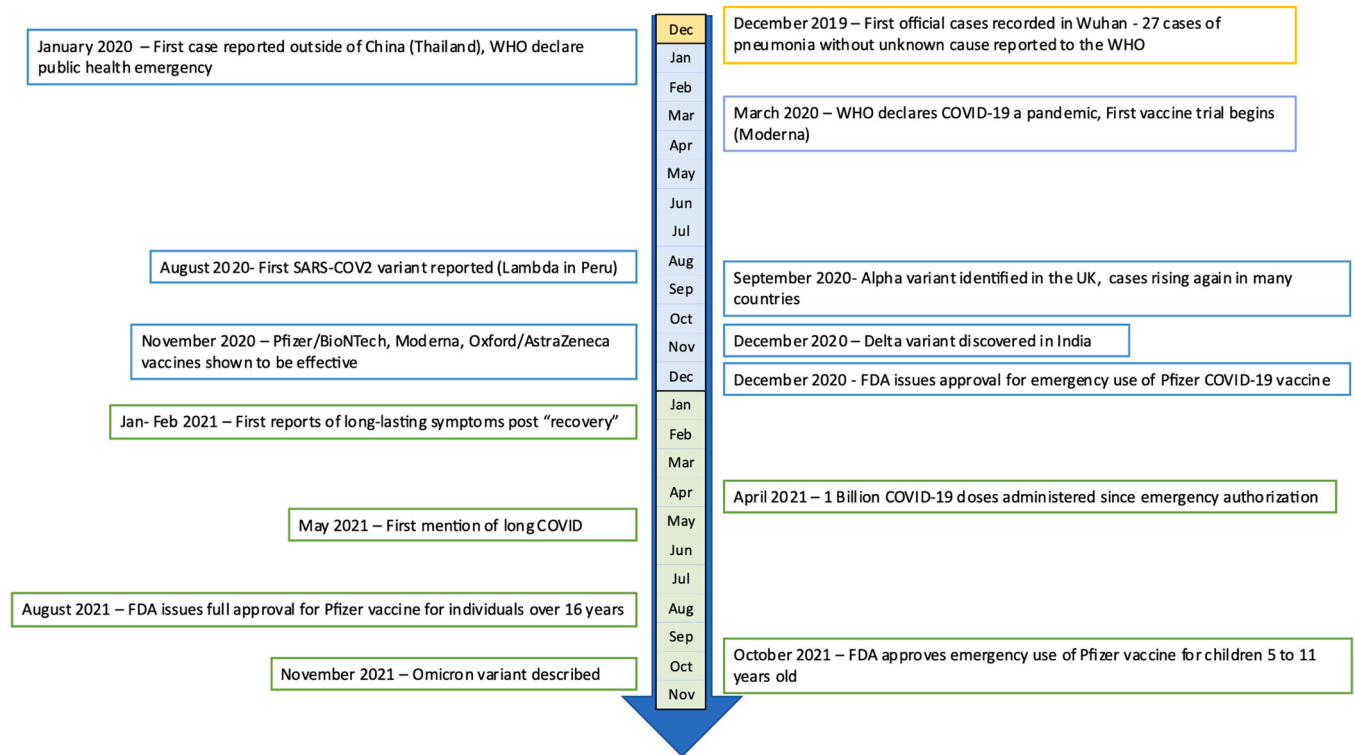 December 2019 – First official cases recorded in Wuhan - 27 cases of
pneumonia without unknown cause reported to the WHO
January 2020 – First case reported outside of China (Thailand), WHO declare
public health emergency
March 2020 – WHO declares COVID-19 a pandemic, First vaccine trial begins
(Moderna)
August 2020- First SARS-COV2 variant reported (Lambda in Peru)
September 2020- Alpha variant identified in the UK, cases rising again in many
countries
November 2020 – Pfizer/BioNTech, Moderna, Oxford/AstraZeneca
vaccines shown to be effective
December 2020 – Delta variant discovered in India
December 2020 - FDA issues approval for emergency use of Pfizer COVID-19 vaccine
Jan- Feb 2021 – First reports of long-lasting symptoms post “recovery”
April 2021 – 1 Billion COVID-19 doses administered since emergency authorization
May 2021 – First mention of long COVID
August 2021 – FDA issues full approval for Pfizer vaccine for individuals over 16 years
October 2021 – FDA approves emergency use of Pfizer vaccine for children 5 to 11
years old
November 2021 – Omicron variant described
Dec
Jan
Feb
Mar
Apr
May
Jun
Jul
Aug
Sep
Oct
Nov
Dec
Jan
Feb
Mar
Apr
May
Jun
Jul
Aug
Sep
Oct
Nov